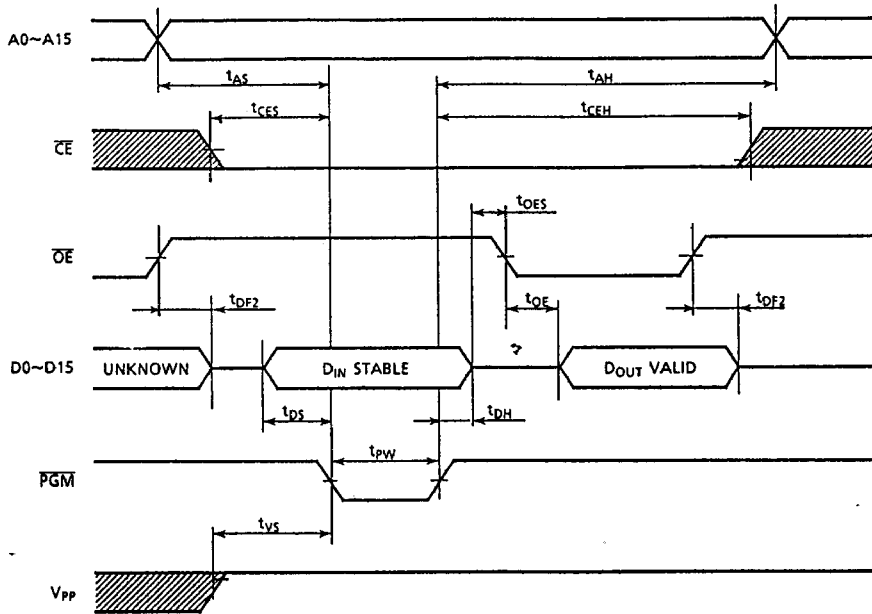 A0~A15
tAS
tAH
tCES
tCEH
CE
tOES
OE
tDF2
tOE
tDF2
D0~D15
UNKNOWN
DIN STABLE
DOUT VALID
tDS
tDH
tPW
PGM
tVS
VPP